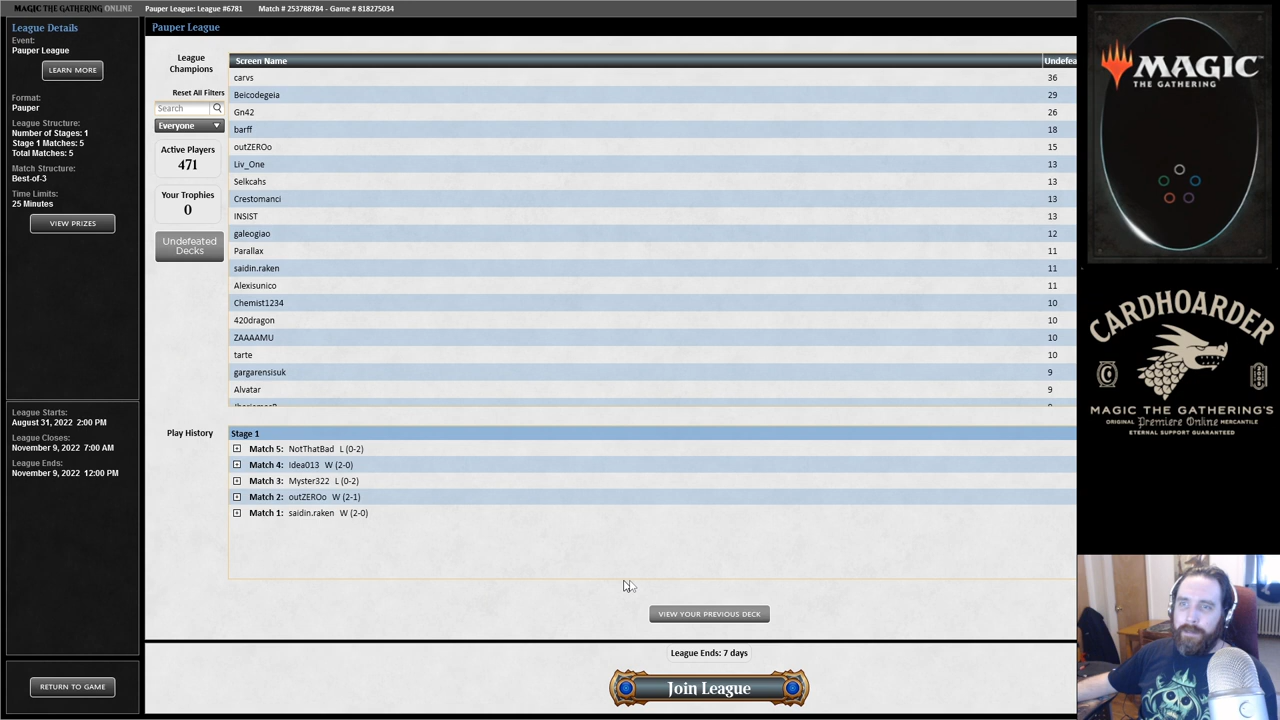 MAGIC THE GATHERING ONLINE
Pauper League: League #6781
Match # 253788784 - Game # 818275034
League Details
Event:
Pauper League
LEARN MORE
Format:
Pauper
League Structure:
Number of Stages: 1
Stage 1 Matches: 5
Total Matches: 5
Match Structure:
Best-of-3
Time Limits:
25 Minutes
VIEW PRIZES
League Starts:
August 31, 2022 2:00 PM
League Closes:
November 9, 2022 7:00 AM
League Ends:
November 9, 2022 12:00 PM
RETURN TO GAME
Pauper League
League
Champions
Reset All Filters
Search
Everyone
Active Players
471
Your Trophies
0
Undefeated
Decks
Screen Name Undefea
carvs 36
Beicodegeia 29
Gn42 26
barff 18
outZEROo 15
Liv_One 13
Selkcahs 13
Crestomanci 13
INSIST 13
galeogiao 12
Parallax 11
saidin.raken 11
Alexisunico 11
Chemist1234 10
420dragon 10
ZAAAAMU 10
tarte 10
gargarensisuk 9
Alvatar 9
Play History
Stage 1
Match 5: NotThatBad L (0-2)
Match 4: Idea013 W (2-0)
Match 3: Myster322 L (0-2)
Match 2: outZEROo W (2-1)
Match 1: saidin.raken W (2-0)
VIEW YOUR PREVIOUS DECK
League Ends: 7 days
Join League
MAGIC
THE GATHERING
CARDHOARDER
MAGIC THE GATHERING'S
ORIGINAL Premiere Online MERCANTILE
ETERNAL SUPPORT GUARANTEED